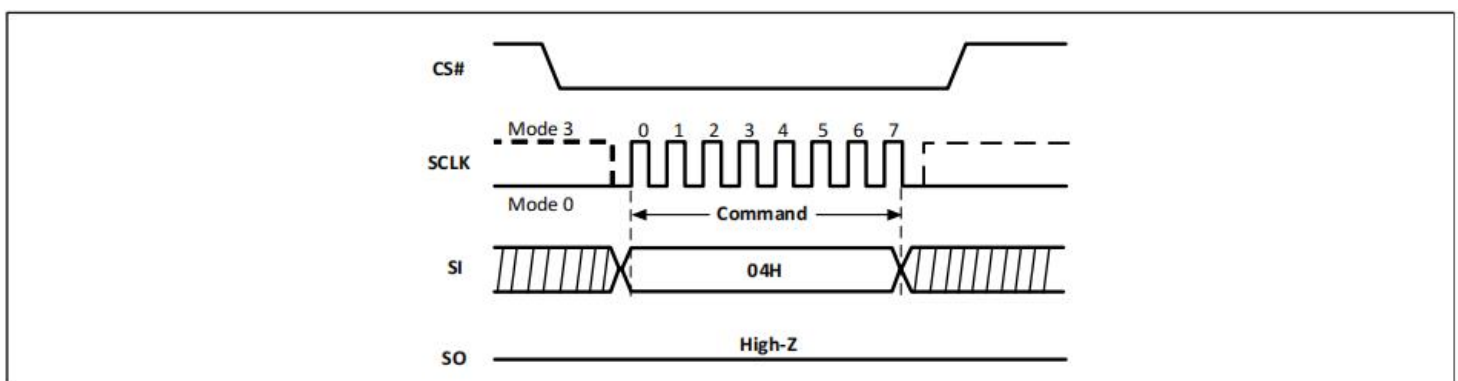 CS#
Mode 3
0 1 2 3 4 5 6 7
SCLK
Mode 0
Command
SI
04H
High-Z
SO